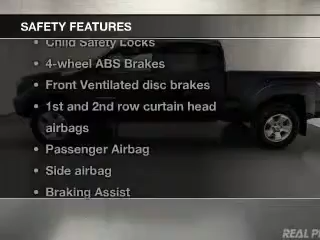 SAFETY FEATURES
• Child Safety Locks
• 4-wheel ABS Brakes
• Front Ventilated disc brakes
• 1st and 2nd row curtain head
airbags
• Passenger Airbag
• Side airbag
• Braking Assist
REAL